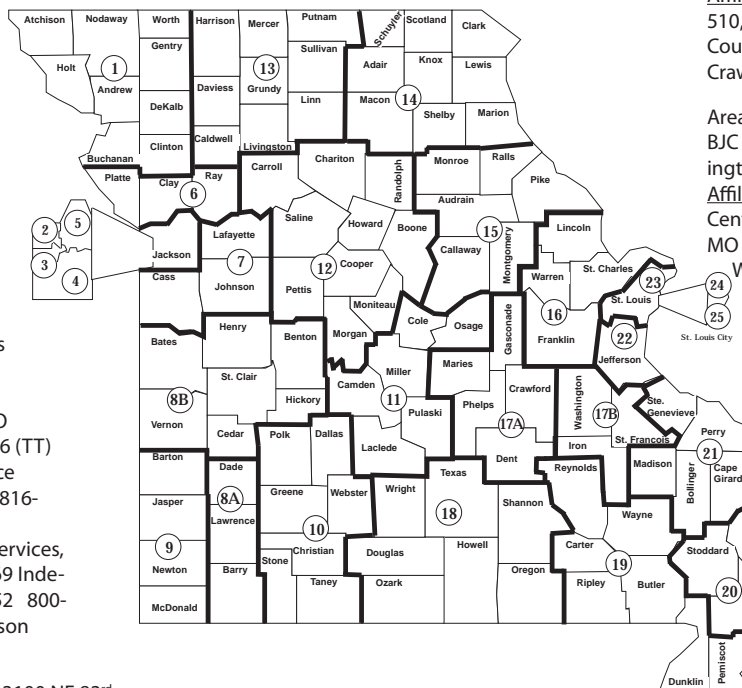 Atchison Nodaway Worth Harrison Mercer Putnam Schuyler Scotland Clark
Gentry Sullivan Adair Knox Lewis
Holt 1 Andrew Daviess 13 Grundy
DeKalb Linn Macon 14 Shelby Marion
Clinton Caldwell Livingston
Buchanan Ray Carroll Chariton Randolph Monroe Ralls
Platte Clay 6 Audrain Pike
2 5 Saline Howard Boone
3 4 Jackson Lafayette 7 12 Cooper Callaway 15 Montgomery Lincoln
Cass Johnson Pettis Moniteau Warren St. Charles 23 24
St. Louis 25
St. Louis City
Bates Henry Benton Morgan Cole Osage Gasconade 16 Franklin 22 Jefferson
St. Clair Camden Miller Maries Crawford
8B Vernon Hickory 11 Pulaski Phelps 17A Washington 17B Ste. Genevieve
Cedar Polk Dallas Laclede Dent Iron St. Francois Perry
Barton Dade Texas Reynolds Madison 21 Bollinger Cape Girard
Jasper 8A Lawrence Greene Webster Wright 18 Shannon Wayne
9 Newton 10 Christian Douglas Howell Carter 19 Stoddard
Barry Stone Taney Ozark Oregon Ripley Butler 20
McDonald
Dunklin Pemiscot
s
O
6 (TT)
ce
816-
ervices,
59 Inde-
52 800-
son
3100 NE 83rd
510,
Cou
Craw
Area
BJC
ingt
Affil
Cent
MO
W